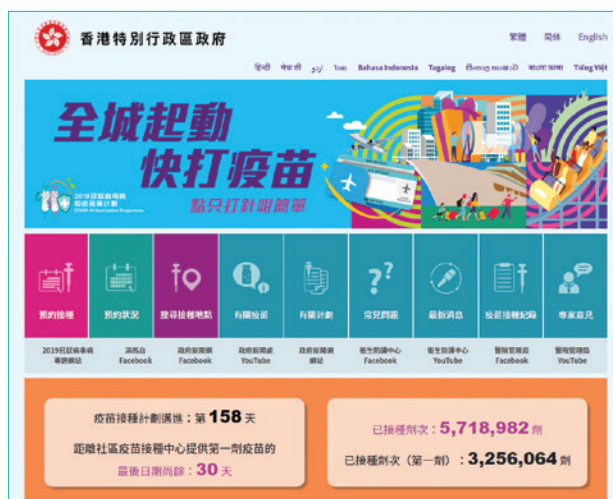 香港特別行政區政府
繁體 简体 English
हिन्दी नेपाली اردو ไทย Bahasa Indonesia Tagalog සිංහල භාෂාව বাংলা ভাষা Tiếng Việt
全城起動
快打疫苗
點只打針咁簡單
2019冠狀病毒病
疫苗接種計劃
COVID-19 Vaccination Programme
預約接種 預約狀況 搜尋接種地點 有關疫苗 有關計劃 常見問題 最新消息 疫苗接種紀錄 專家意見
2019冠狀病毒病 添馬台 政府新聞網 政府新聞處 政府新聞網 衞生防護中心 衞生防護中心 醫院管理局 醫院管理局
專題網站 Facebook Facebook YouTube 網站 Facebook YouTube Facebook YouTube
疫苗接種計劃邁進：第 158 天
距離社區疫苗接種中心提供第一劑疫苗的
最後日期尚餘：30 天
已接種劑次：5,718,982 劑
已接種劑次（第一劑）：3,256,064 劑